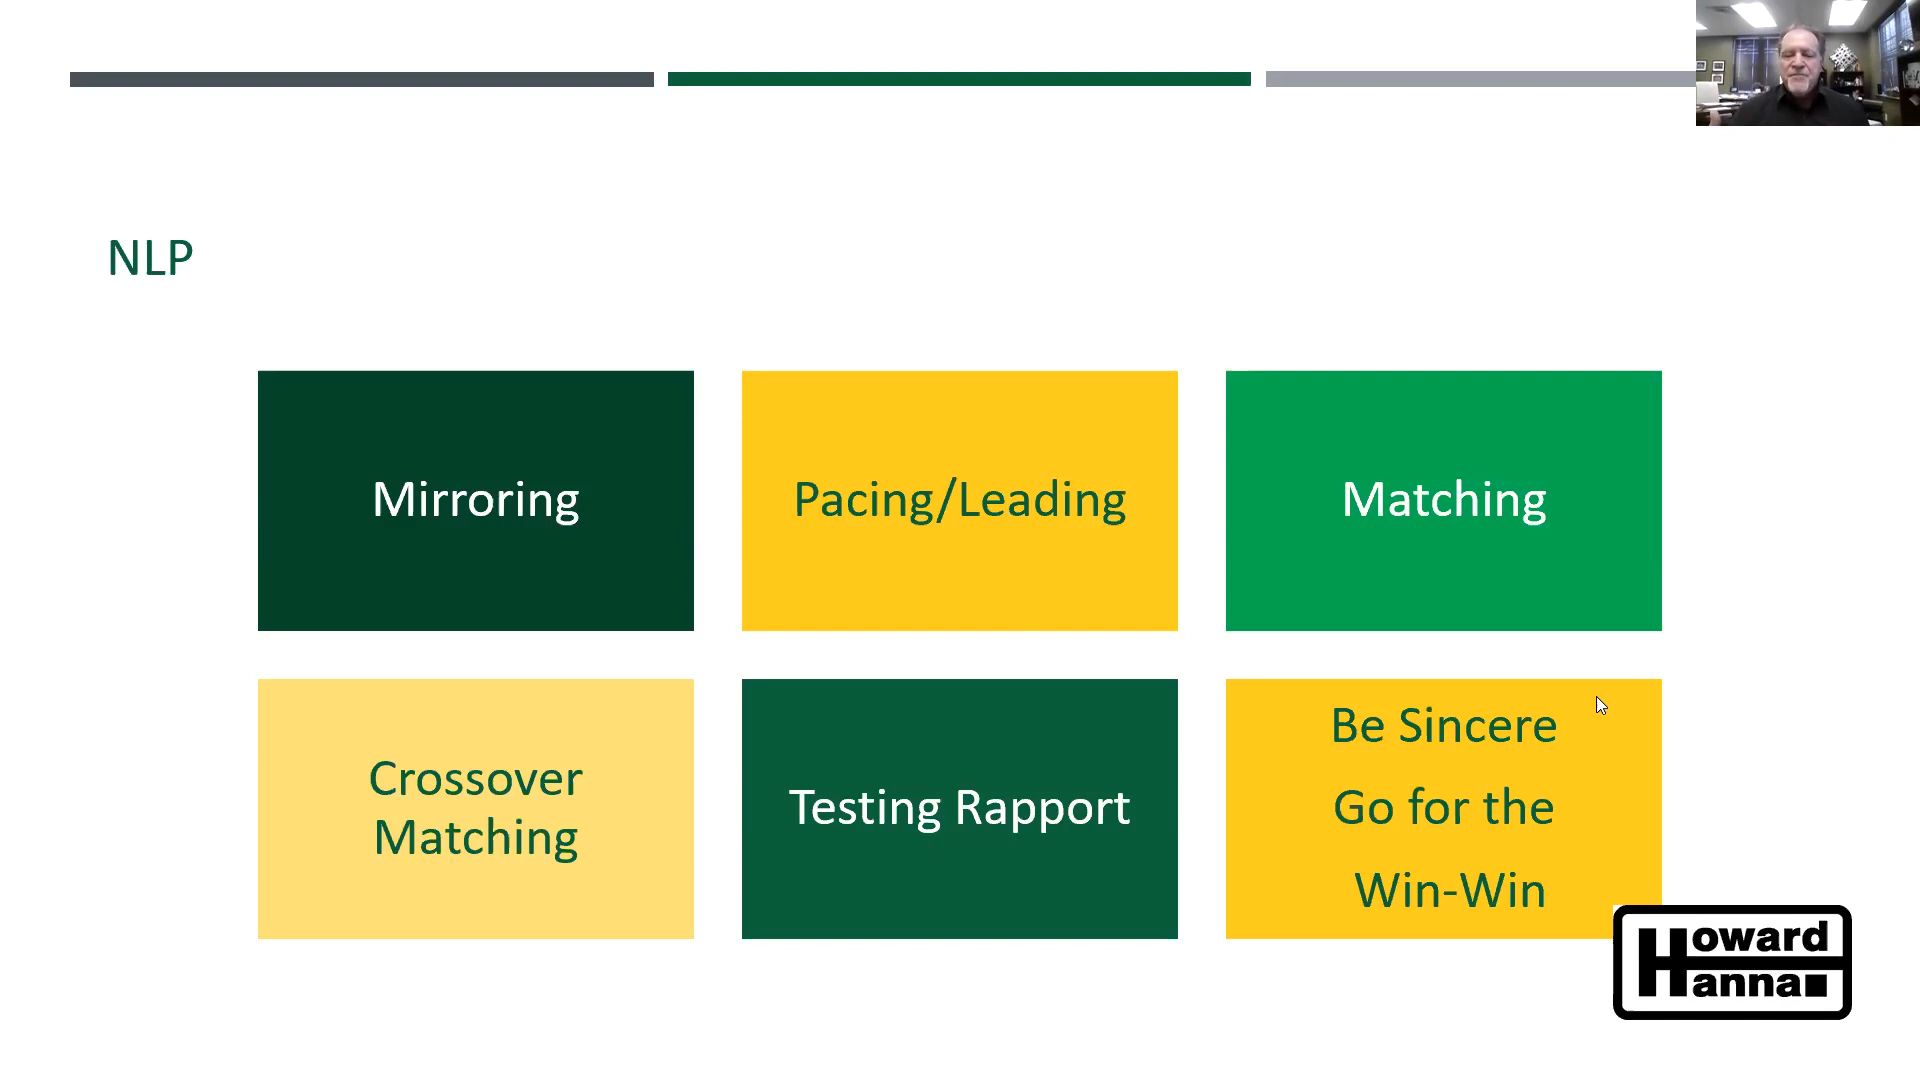 NLP
Mirroring
Pacing/Leading
Matching
Crossover
Matching
Testing Rapport
Be Sincere
Go for the
Win-Win
Howard
Hanna